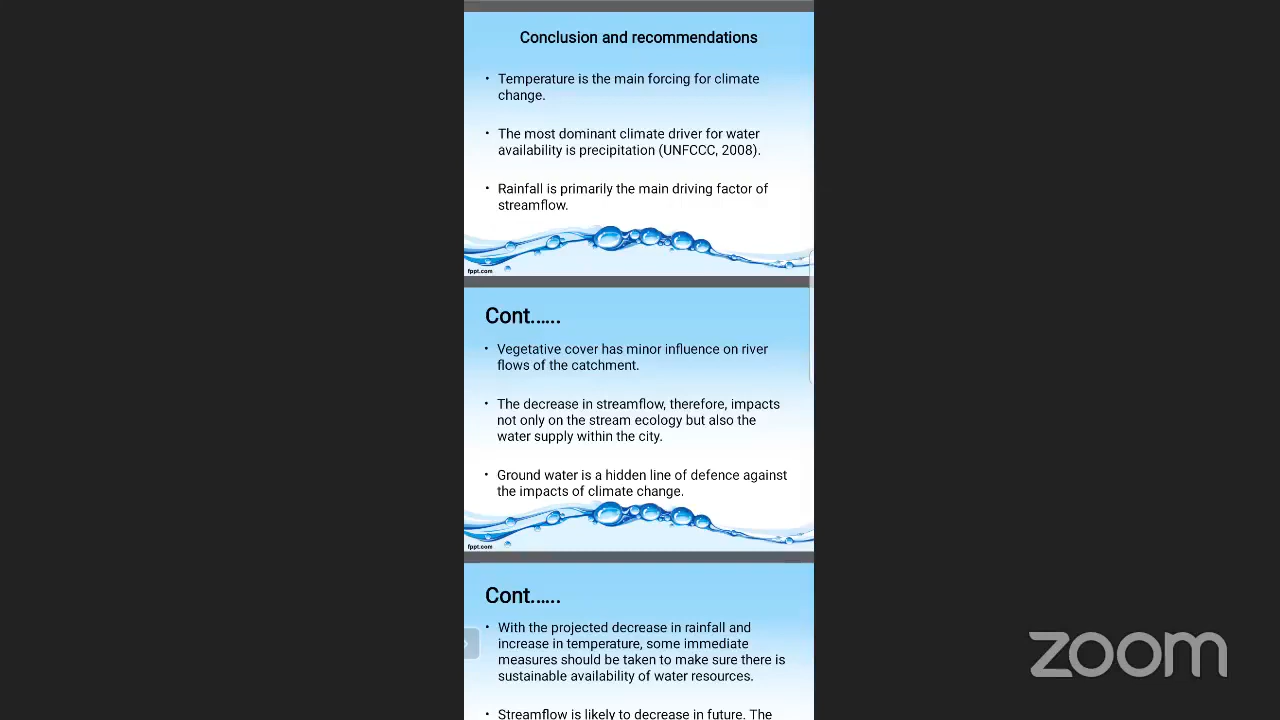 Conclusion and recommendations
• Temperature is the main forcing for climate
change.
• The most dominant climate driver for water
availability is precipitation (UNFCCC, 2008).
• Rainfall is primarily the main driving factor of
streamflow.
fppt.com
Cont......
• Vegetative cover has minor influence on river
flows of the catchment.
• The decrease in streamflow, therefore, impacts
not only on the stream ecology but also the
water supply within the city.
• Ground water is a hidden line of defence against
the impacts of climate change.
fppt.com
Cont......
• With the projected decrease in rainfall and
increase in temperature, some immediate
measures should be taken to make sure there is
sustainable availability of water resources.
• Streamflow is likely to decrease in future. The
zoom